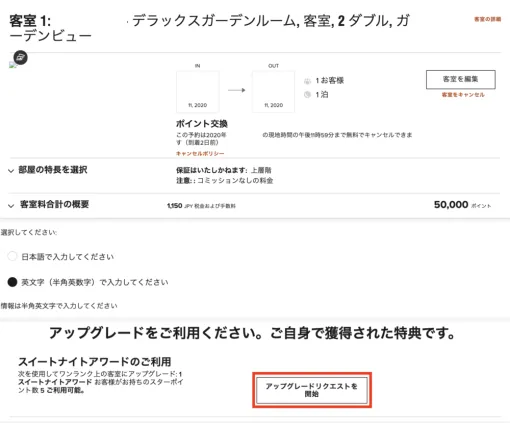 客室 1: · デラックスガーデンルーム, 客室, 2 ダブル, ガ
ーデンビュー
客室の詳細
IN
OUT
11, 2020
11, 2020
1 お客様
1 泊
客室を編集
客室をキャンセル
ポイント交換
この予約は2020年 の現地時間の午後11時59分まで無料でキャンセルできま
す（到着2日前）
キャンセルポリシー
部屋の特長を選択
保証はいたしかねます: 上層階
注意: : コミッションなしの料金
客室料合計の概要
1,150 JPY 税金および手数料
50,000 ポイント
選択してください:
日本語で入力してください
英文字（半角英数字）で入力してください
情報は半角英文字で入力してください
アップグレードをご利用ください。ご自身で獲得された特典です。
スイートナイトアワードのご利用
次を使用してワンランク上の客室にアップグレード: 1
スイートナイトアワード お客様がお持ちのスターポイ
ント数 5 ご利用可能。
アップグレードリクエストを
開始